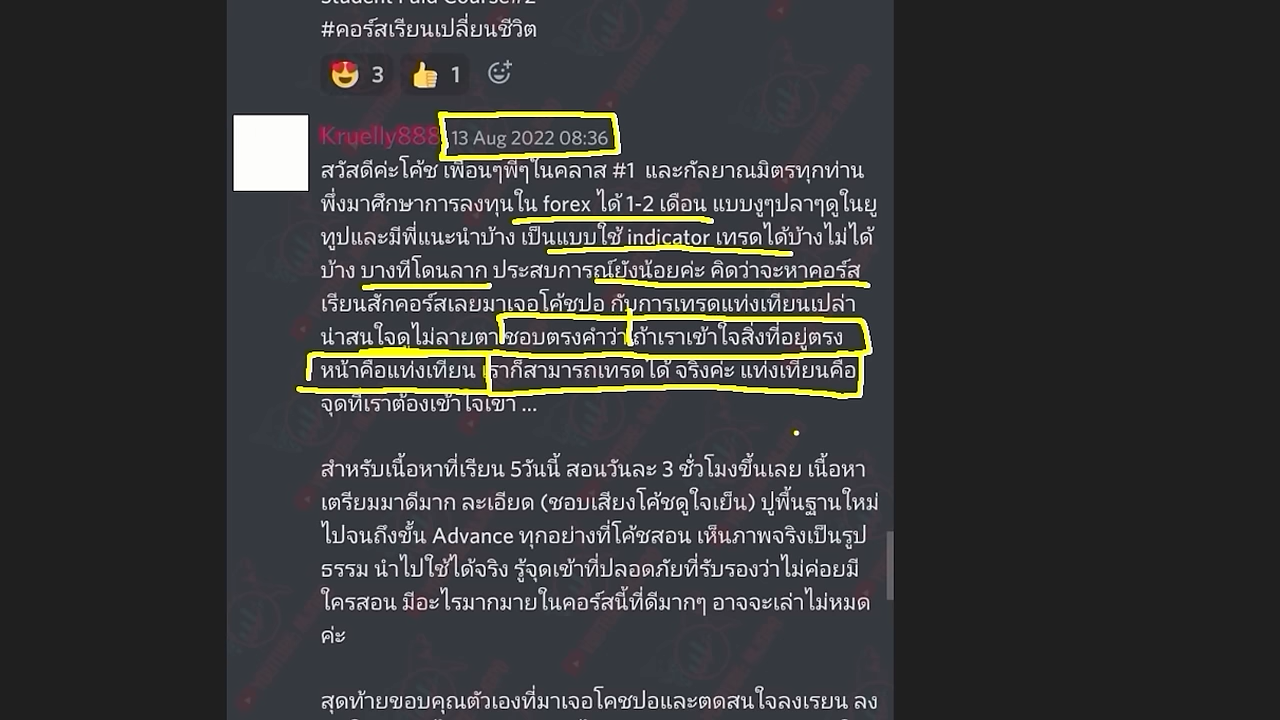 Student Paid Course#2
#คอร์สเรียนเปลี่ยนชีวิต
3 1
Kruelly888 13 Aug 2022 08:36
สวัสดีค่ะโค้ช เพื่อนๆพี่ๆในคลาส #1 และกัลยาณมิตรทุกท่าน
พึ่งมาศึกษาการลงทุนใน forex ได้ 1-2 เดือน แบบงูๆปลาๆดูในยู
ทูปและมีพี่แนะนำบ้าง เป็นแบบใช้ indicator เทรดได้บ้างไม่ได้
บ้าง บางทีโดนลาก ประสบการณ์ยังน้อยค่ะ คิดว่าจะหาคอร์ส
เรียนสักคอร์สเลยมาเจอโค้ชปอ กับการเทรดแท่งเทียนเปล่า
น่าสนใจดูไม่ลายตา ชอบตรงคำว่า ถ้าเราเข้าใจสิ่งที่อยู่ตรง
หน้าคือแท่งเทียน เราก็สามารถเทรดได้ จริงค่ะ แท่งเทียนคือ
จุดที่เราต้องเข้าใจเขา ...
สำหรับเนื้อหาที่เรียน 5วันนี้ สอนวันละ 3 ชั่วโมงขึ้นเลย เนื้อหา
เตรียมมาดีมาก ละเอียด (ชอบเสียงโค้ชดูใจเย็น) ปูพื้นฐานใหม่
ไปจนถึงขั้น Advance ทุกอย่างที่โค้ชสอน เห็นภาพจริงเป็นรูป
ธรรม นำไปใช้ได้จริง รู้จุดเข้าที่ปลอดภัยที่รับรองว่าไม่ค่อยมี
ใครสอน มีอะไรมากมายในคอร์สนี้ที่ดีมากๆ อาจจะเล่าไม่หมด
ค่ะ
สุดท้ายขอบคุณตัวเองที่มาเจอโคชปอและตดสนใจลงเรยน ลง